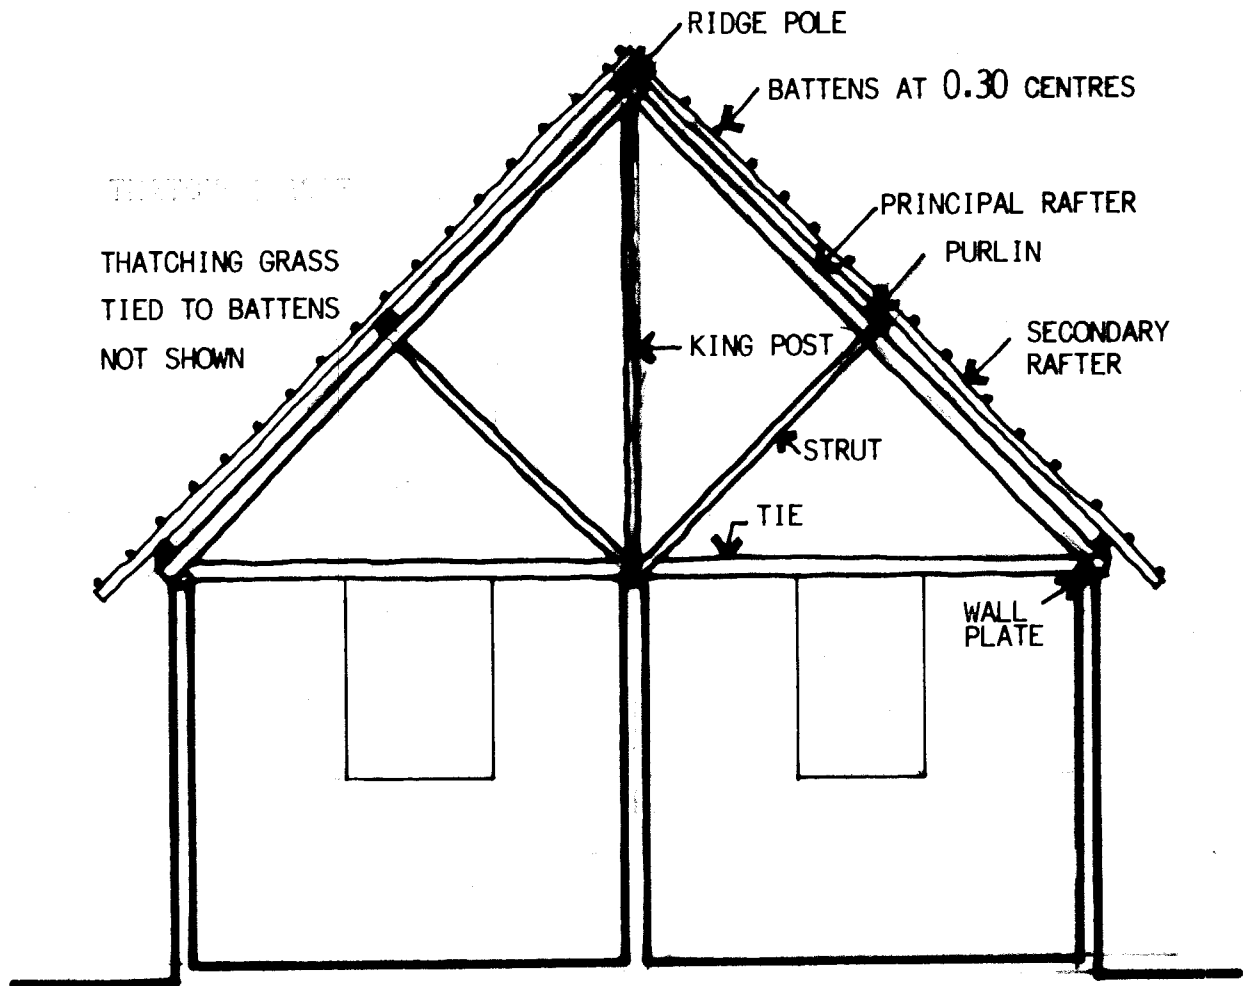 RIDGE POLE
BATTENS AT 0.30 CENTRES
PRINCIPAL RAFTER
PURLIN
THATCHING GRASS
TIED TO BATTENS
NOT SHOWN
KING POST
SECONDARY
RAFTER
STRUT
TIE
WALL
PLATE